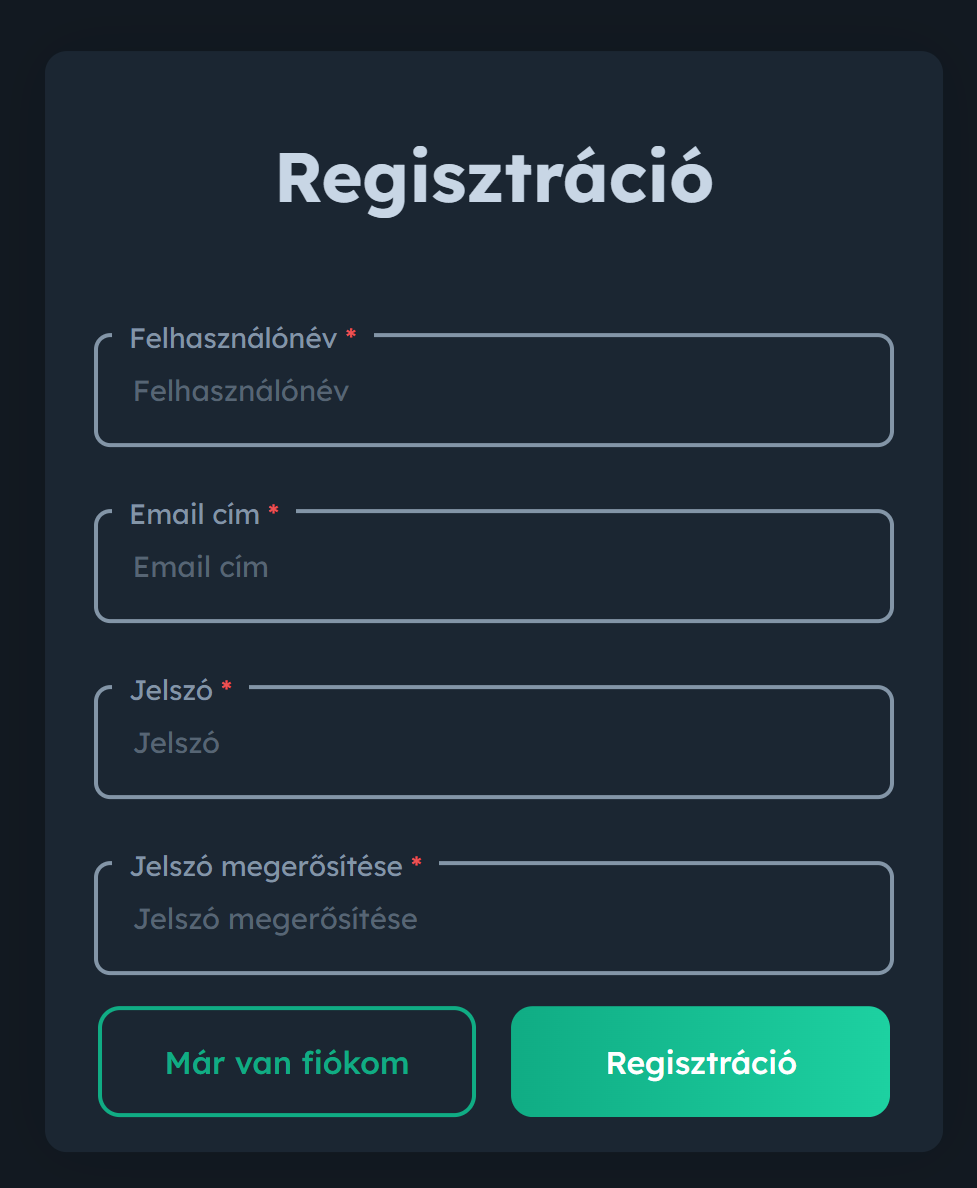 Regisztráció
Felhasználónév *
Felhasználónév
Email cím *
Email cím
Jelszó *
Jelszó
Jelszó megerősítése *
Jelszó megerősítése
Már van fiókom
Regisztráció